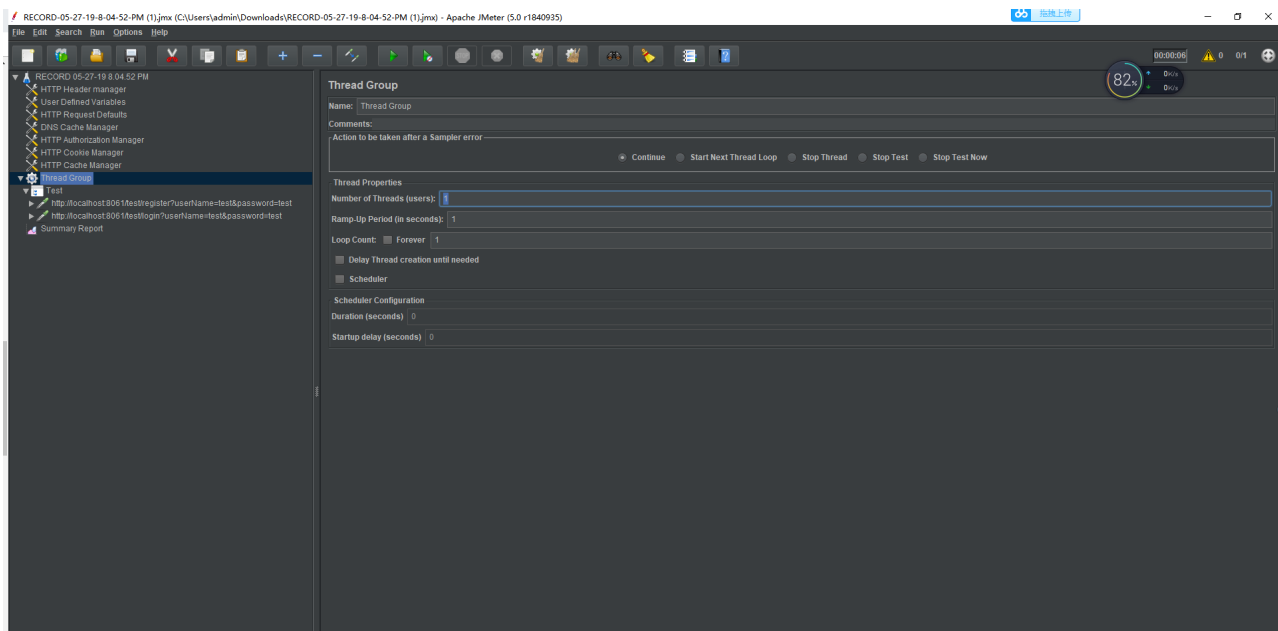 RECORD-05-27-19-8-04-52-PM (1).jmx (C:\Users\admin\Downloads\RECORD-05-27-19-8-04-52-PM (1).jmx) - Apache JMeter (5.0 r1840935)
拖拽上传
File Edit Search Run Options Help
00:00:06 0 0/1
82%
0K/s
0K/s
RECORD 05-27-19 8.04.52 PM
HTTP Header manager
User Defined Variables
HTTP Request Defaults
DNS Cache Manager
HTTP Authorization Manager
HTTP Cookie Manager
HTTP Cache Manager
Thread Group
Test
http://localhost:8061/test/register?userName=test&password=test
http://localhost:8061/test/login?userName=test&password=test
Summary Report
Thread Group
Name: Thread Group
Comments:
Action to be taken after a Sampler error
Continue Start Next Thread Loop Stop Thread Stop Test Stop Test Now
Thread Properties
Number of Threads (users): 1
Ramp-Up Period (in seconds): 1
Loop Count: Forever 1
Delay Thread creation until needed
Scheduler
Scheduler Configuration
Duration (seconds) 0
Startup delay (seconds) 0